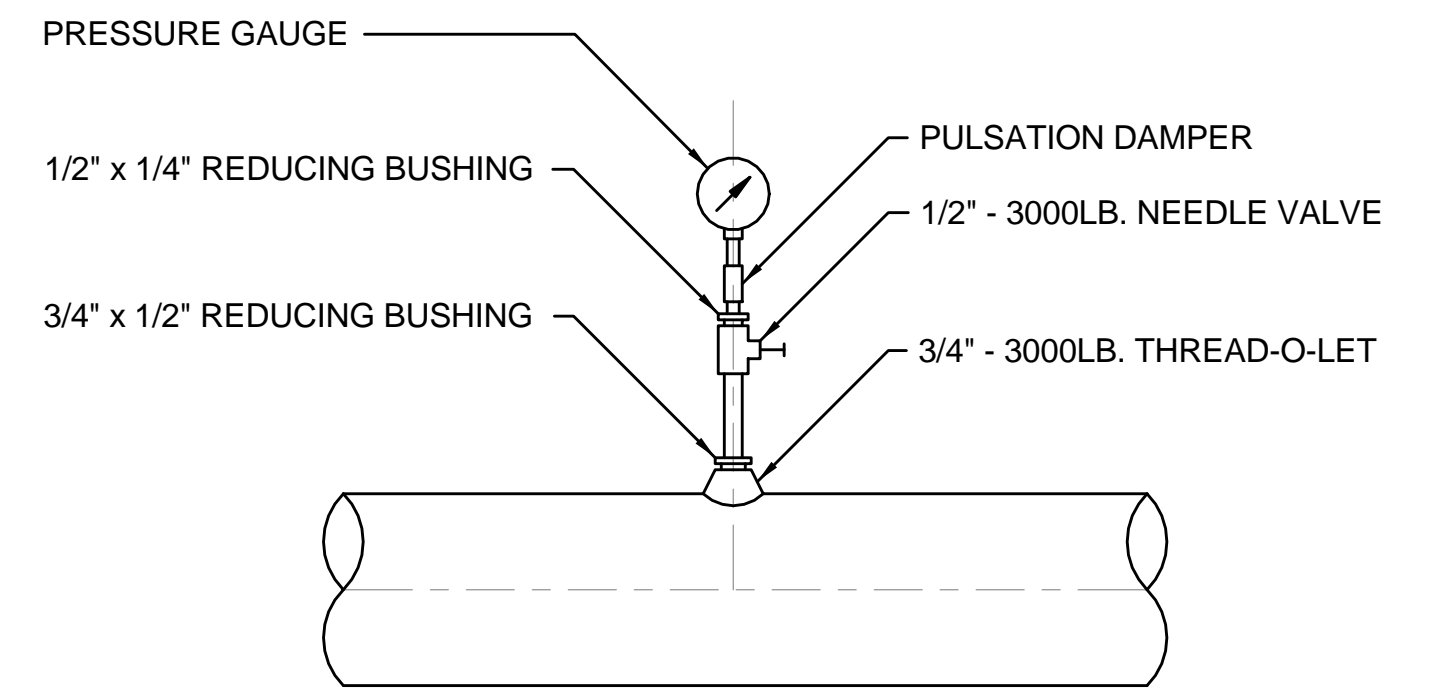 PRESSURE GAUGE
PULSATION DAMPER
1/2" x 1/4" REDUCING BUSHING
1/2" - 3000LB. NEEDLE VALVE
3/4" x 1/2" REDUCING BUSHING
3/4" - 3000LB. THREAD-O-LET